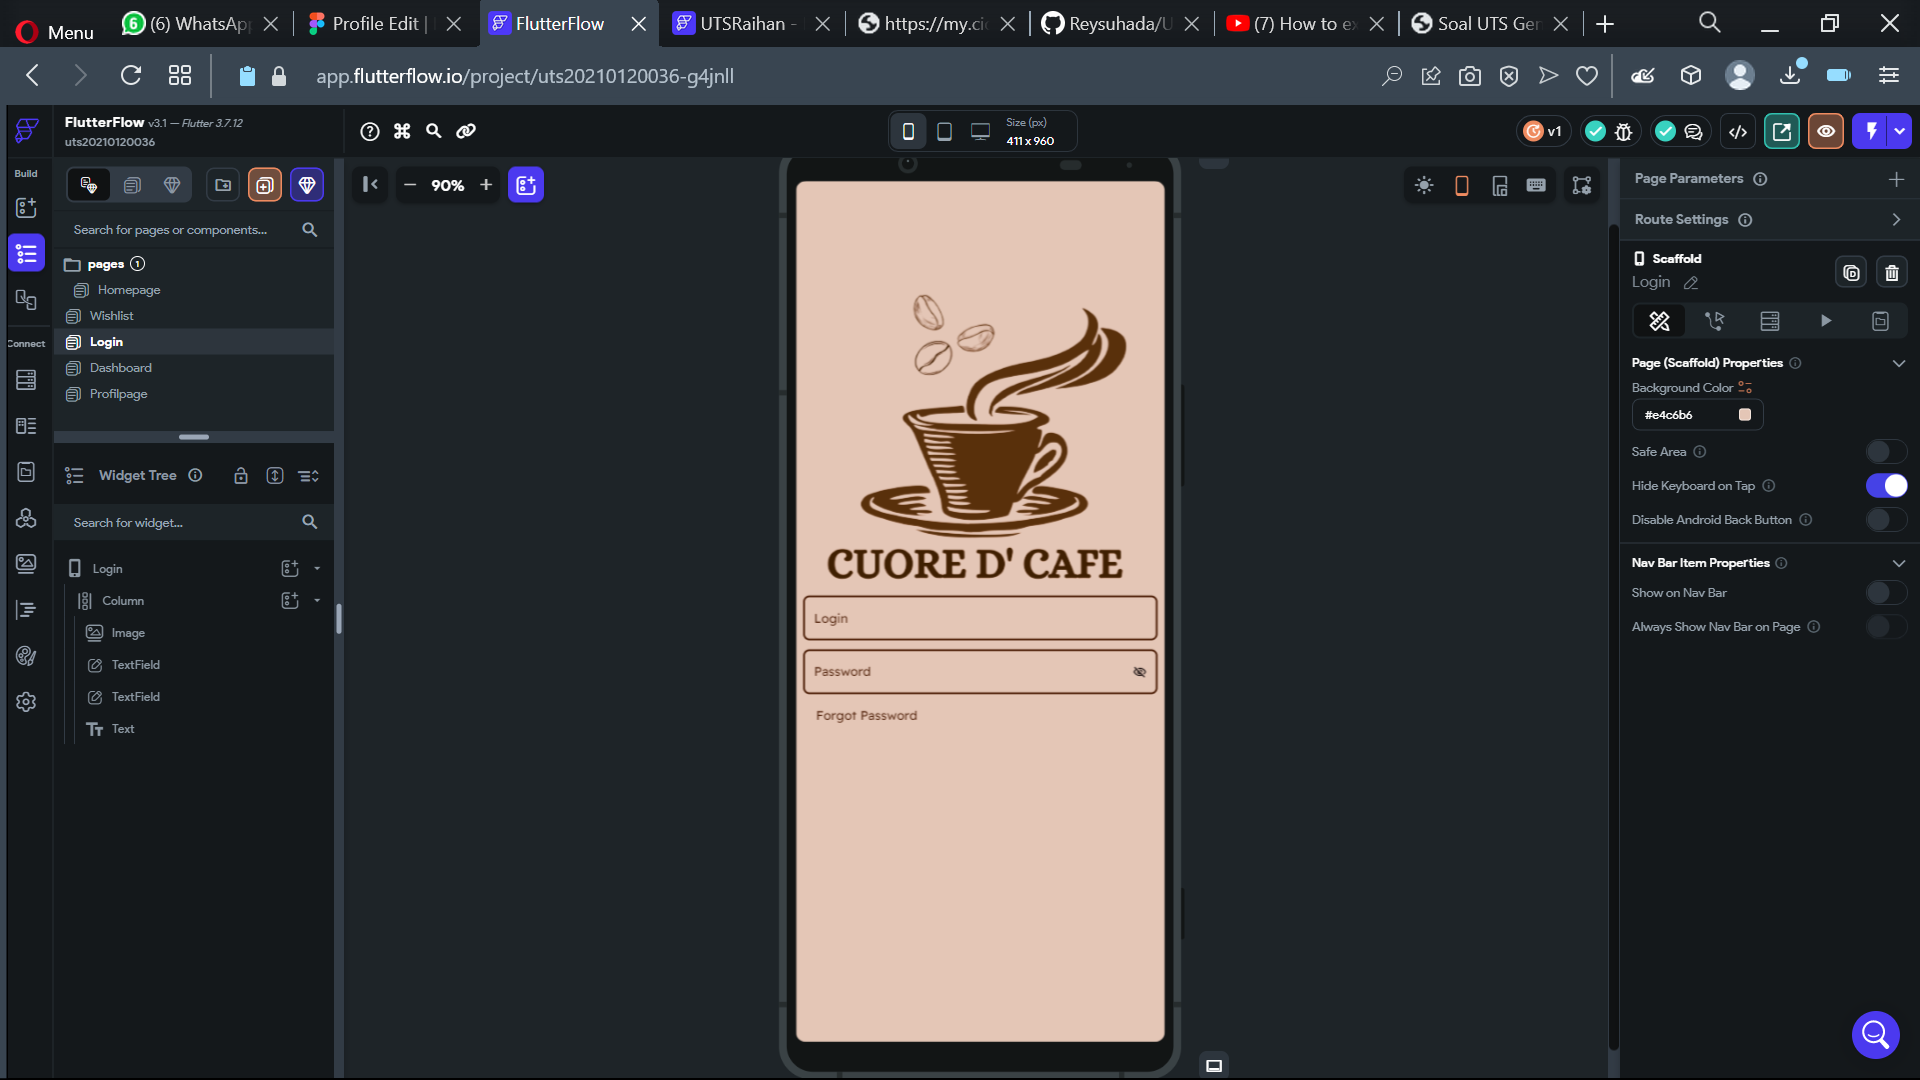 Menu
6 (6) WhatsAp
Profile Edit |
FlutterFlow
UTSRaihan -
https://my.ci
Reysuhada/U
(7) How to ex
Soal UTS Gen
app.flutterflow.io/project/uts20210120036-g4jnll
FlutterFlow v3.1 — Flutter 3.7.12
uts20210120036
Size (px)
411 x 960
v1
Build
90%
Page Parameters
Search for pages or components...
Route Settings
pages 1
Homepage
Wishlist
Login
Dashboard
Profilpage
Connect
Scaffold
Login
Page (Scaffold) Properties
Background Color
#e4c6b6
Safe Area
Hide Keyboard on Tap
Disable Android Back Button
Nav Bar Item Properties
Show on Nav Bar
Always Show Nav Bar on Page
Widget Tree
Search for widget...
Login
Column
Image
TextField
TextField
Text
CUORE D' CAFE
Login
Password
Forgot Password